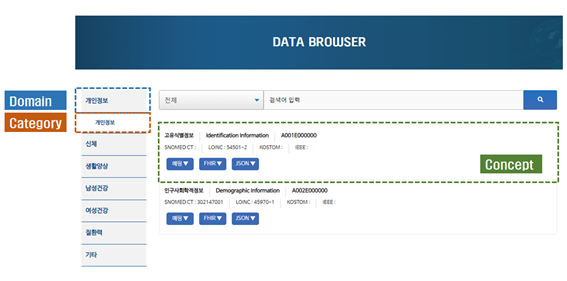 DATA BROWSER
Domain
Category
개인정보
개인정보
신체
생활양상
남성건강
여성건강
질환력
기타
전체
검색어 입력
고유식별정보 Identification Information A001E000000
SNOMED CT : LOINC : 54501-2 KOSTOM : IEEE :
매핑 ▼ FHIR ▼ JSON ▼
Concept
인구사회학적정보 Demographic Information A002E000000
SNOMED CT : 302147001 LOINC : 45970-1 KOSTOM : IEEE :
매핑 ▼ FHIR ▼ JSON ▼